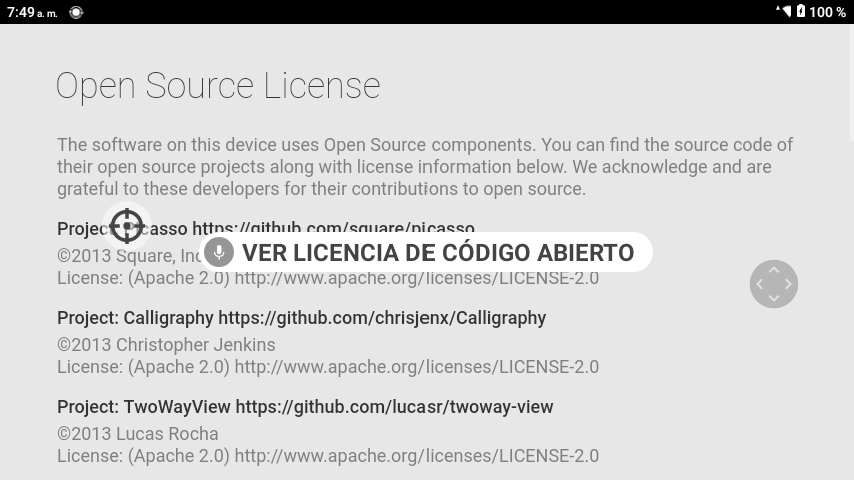 7:49 a. m.
100 %
Open Source License
The software on this device uses Open Source components. You can find the source code of
their open source projects along with license information below. We acknowledge and are
grateful to these developers for their contributions to open source.
Project: Picasso https://github.com/square/picasso
©2013 Square, Inc
VER LICENCIA DE CÓDIGO ABIERTO
License: (Apache 2.0) http://www.apache.org/licenses/LICENSE-2.0
Project: Calligraphy https://github.com/chrisjenx/Calligraphy
©2013 Christopher Jenkins
License: (Apache 2.0) http://www.apache.org/licenses/LICENSE-2.0
Project: TwoWayView https://github.com/lucasr/twoway-view
©2013 Lucas Rocha
License: (Apache 2.0) http://www.apache.org/licenses/LICENSE-2.0